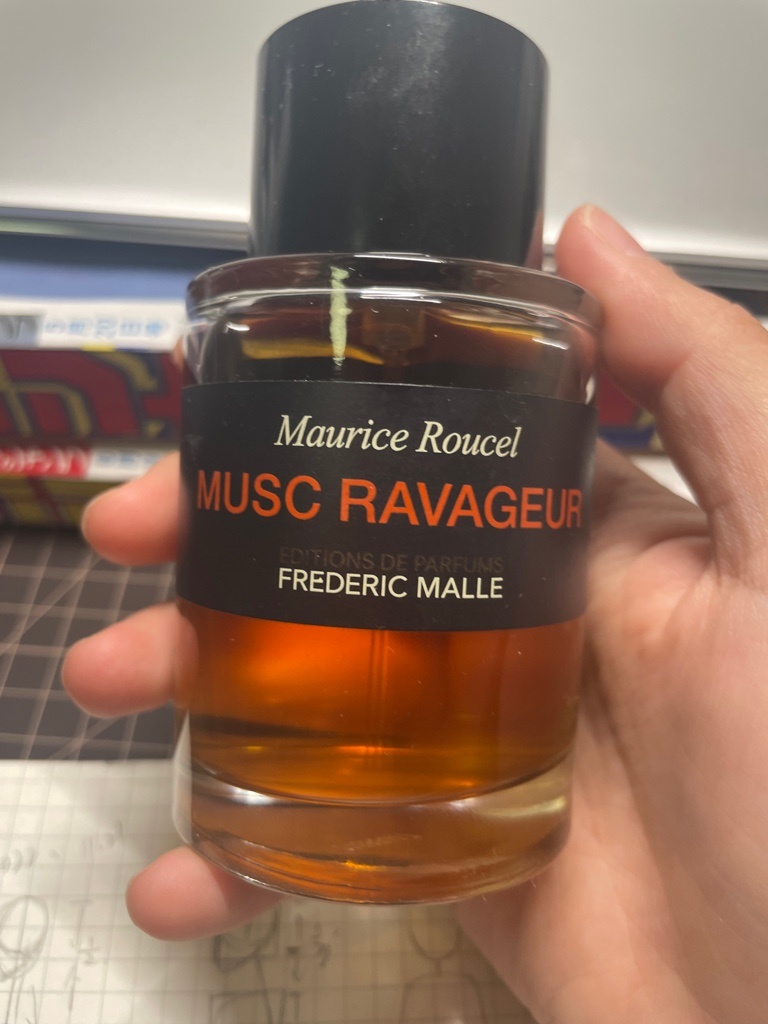 Maurice Roucel
MUSC RAVAGEUR
EDITIONS DE PARFUMS
FREDERIC MALLE